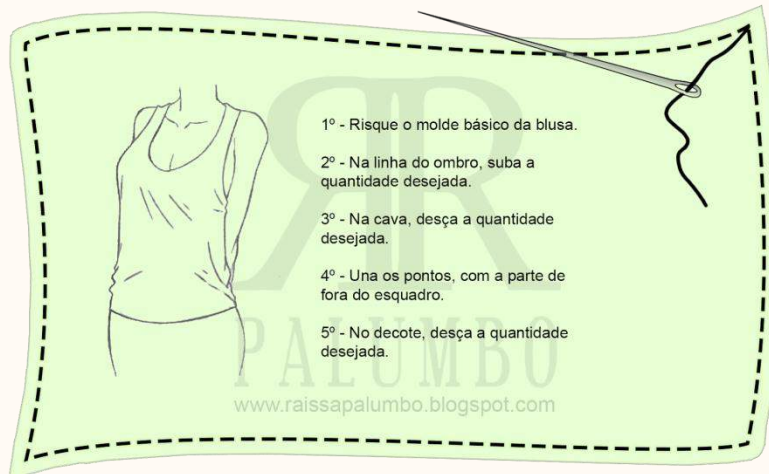 1º - Risque o molde básico da blusa.
2º - Na linha do ombro, suba a
quantidade desejada.
3º - Na cava, desça a quantidade
desejada.
4º - Una os pontos, com a parte de
fora do esquadro.
5º - No decote, desça a quantidade
desejada.
RR
PALUMBO
www.raissapalumbo.blogspot.com